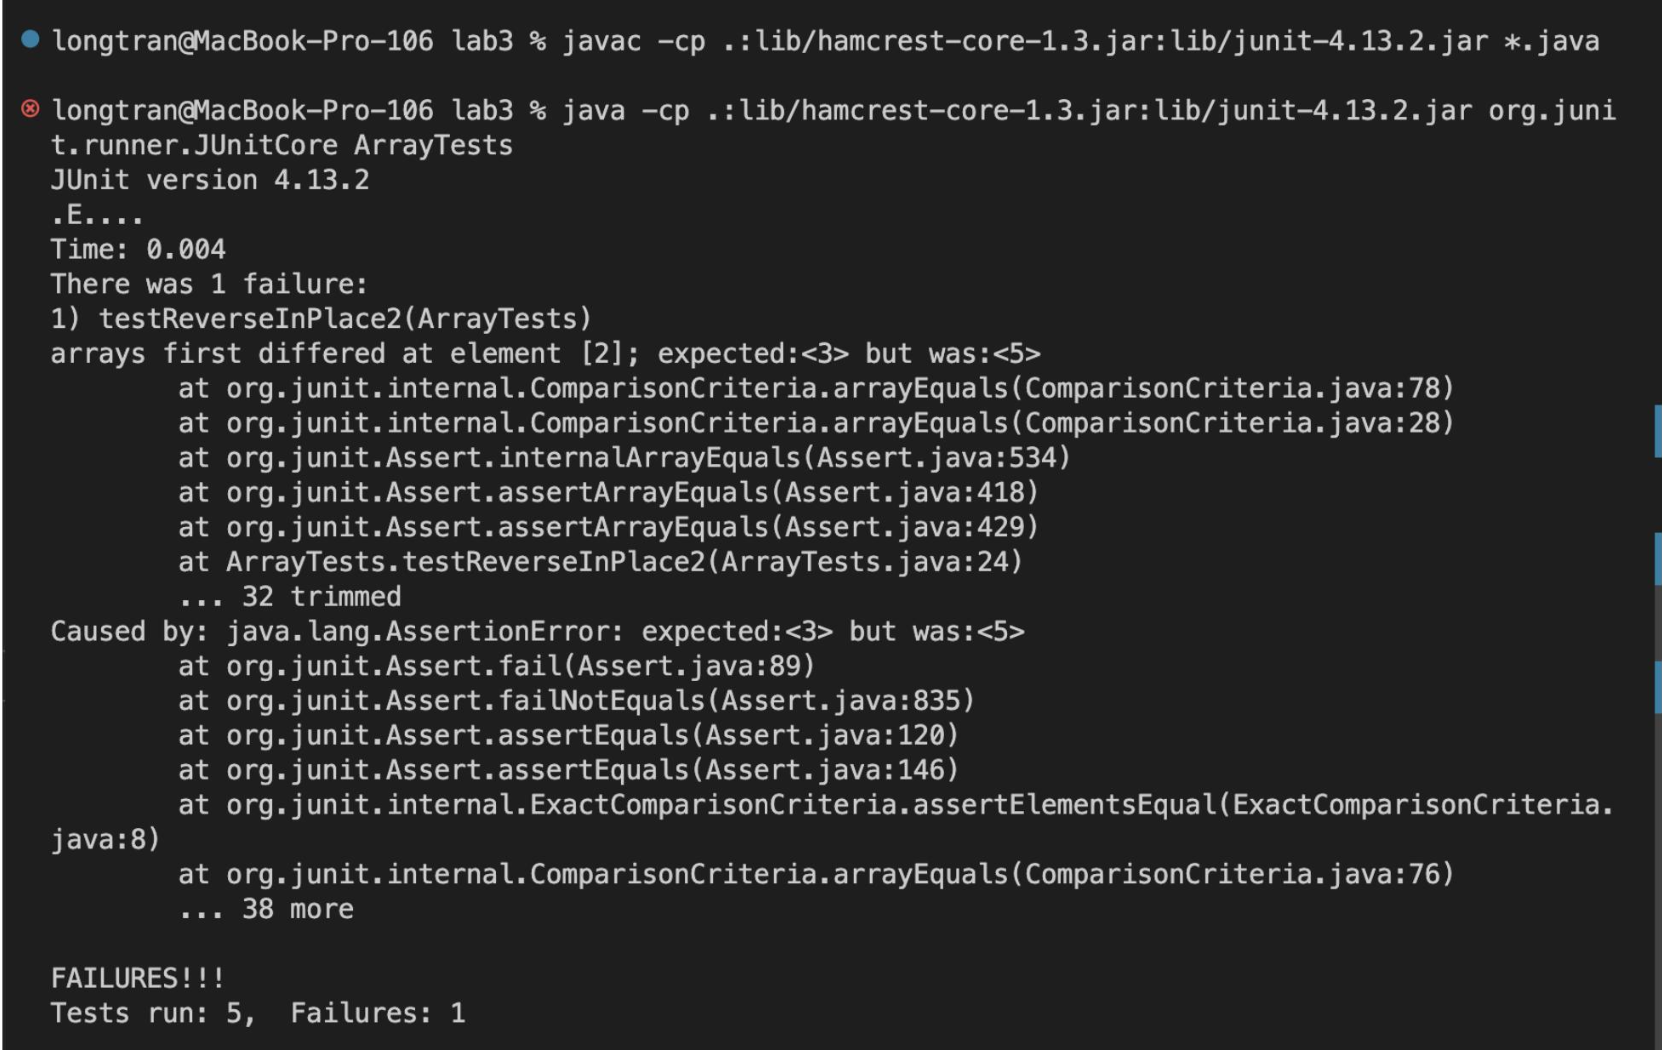 longtran@MacBook-Pro-106 lab3 % javac -cp .:lib/hamcrest-core-1.3.jar:lib/junit-4.13.2.jar *.java
longtran@MacBook-Pro-106 lab3 % java -cp .:lib/hamcrest-core-1.3.jar:lib/junit-4.13.2.jar org.juni
t.runner.JUnitCore ArrayTests
JUnit version 4.13.2
.E....
Time: 0.004
There was 1 failure:
1) testReverseInPlace2(ArrayTests)
arrays first differed at element [2]; expected:<3> but was:<5>
        at org.junit.internal.ComparisonCriteria.arrayEquals(ComparisonCriteria.java:78)
        at org.junit.internal.ComparisonCriteria.arrayEquals(ComparisonCriteria.java:28)
        at org.junit.Assert.internalArrayEquals(Assert.java:534)
        at org.junit.Assert.assertArrayEquals(Assert.java:418)
        at org.junit.Assert.assertArrayEquals(Assert.java:429)
        at ArrayTests.testReverseInPlace2(ArrayTests.java:24)
        ... 32 trimmed
Caused by: java.lang.AssertionError: expected:<3> but was:<5>
        at org.junit.Assert.fail(Assert.java:89)
        at org.junit.Assert.failNotEquals(Assert.java:835)
        at org.junit.Assert.assertEquals(Assert.java:120)
        at org.junit.Assert.assertEquals(Assert.java:146)
        at org.junit.internal.ExactComparisonCriteria.assertElementsEqual(ExactComparisonCriteria.
java:8)
        at org.junit.internal.ComparisonCriteria.arrayEquals(ComparisonCriteria.java:76)
        ... 38 more
FAILURES!!!
Tests run: 5,  Failures: 1